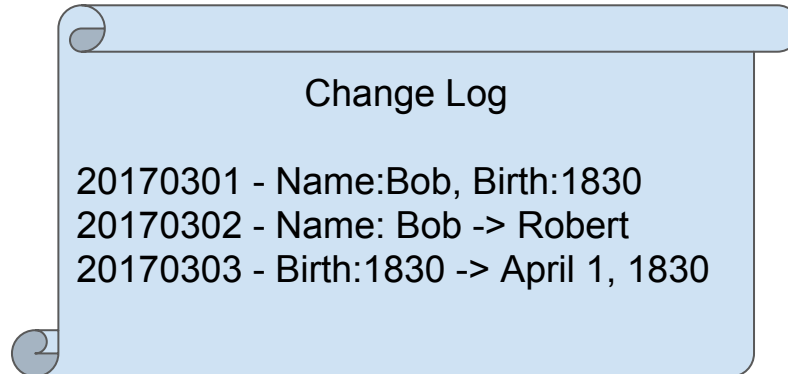 Change Log
20170301 - Name:Bob, Birth:1830
20170302 - Name: Bob -> Robert
20170303 - Birth:1830 -> April 1, 1830